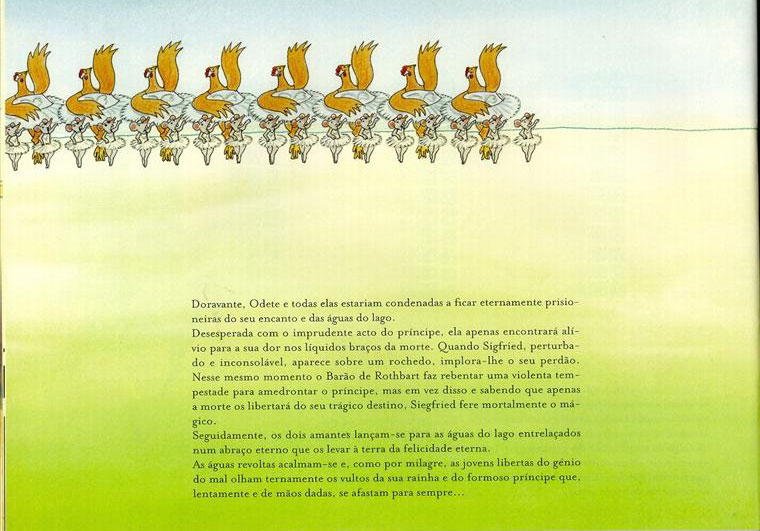 Doravante, Odete e todas elas estariam condenadas a ficar eternamente prisio-
neiras do seu encanto e das águas do lago.
Desesperada com o imprudente acto do príncipe, ela apenas encontrará alí-
vio para a sua dor nos líquidos braços da morte. Quando Sigfried, perturba-
do e inconsolável, aparece sobre um rochedo, implora-lhe o seu perdão.
Nesse mesmo momento o Barão de Rothbart faz rebentar uma violenta tem-
pestade para amedrontar o príncipe, mas em vez disso e sabendo que apenas
a morte os libertará do seu trágico destino, Siegfried fere mortalmente o má-
gico.
Seguidamente, os dois amantes lançam-se para as águas do lago entrelaçados
num abraço eterno que os levar à terra da felicidade eterna.
As águas revoltas acalmam-se e, como por milagre, as jovens libertas do génio
do mal olham ternamente os vultos da sua rainha e do formoso príncipe que,
lentamente e de mãos dadas, se afastam para sempre...